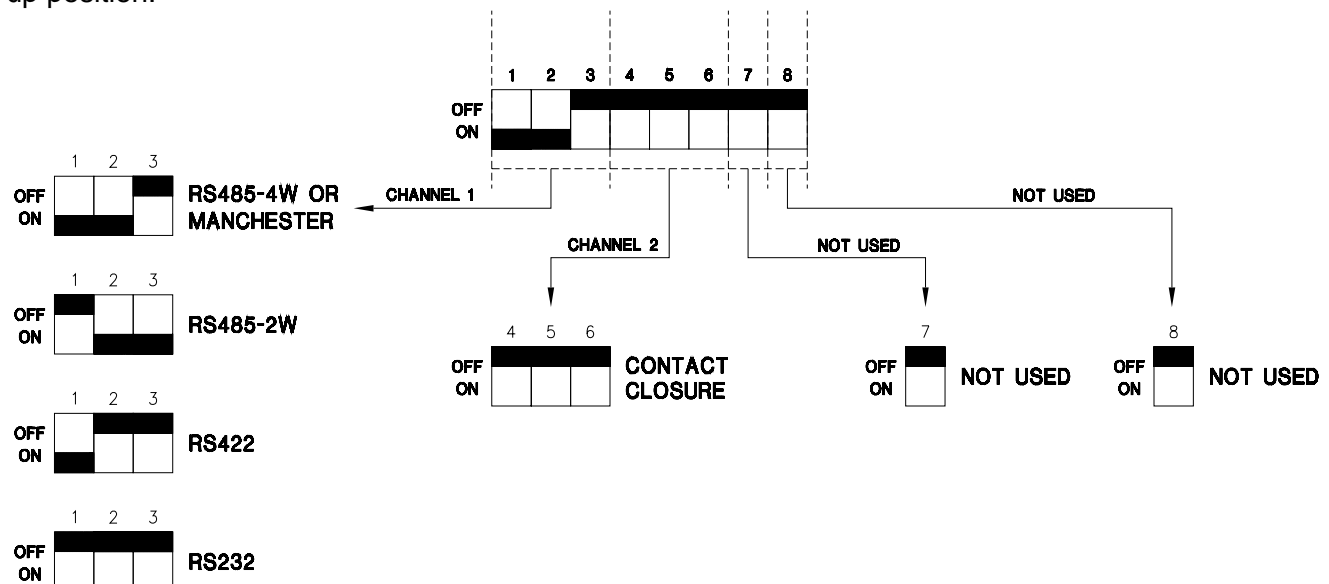 up position.
1 2 3 4 5 6 7 8
OFF
ON
CHANNEL 1
CHANNEL 2
NOT USED
NOT USED
1 2 3
OFF
ON
RS485-4W OR
MANCHESTER
1 2 3
OFF
ON
RS485-2W
1 2 3
OFF
ON
RS422
1 2 3
OFF
ON
RS232
4 5 6
OFF
ON
CONTACT
CLOSURE
7
OFF
ON
NOT USED
8
OFF
ON
NOT USED